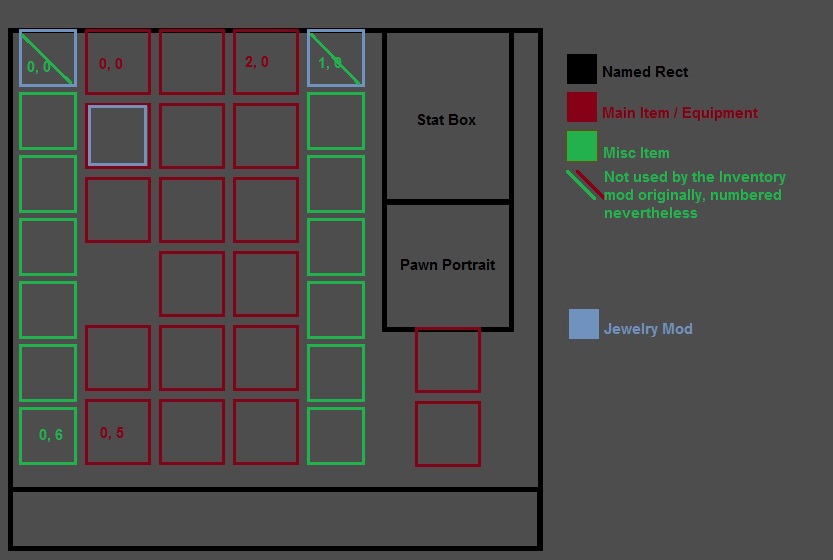 0, 0
0, 0
2, 0
1, 0
Stat Box
Pawn Portrait
0, 6
0, 5
Named Rect
Main Item / Equipment
Misc Item
Not used by the Inventory
mod originally, numbered
nevertheless
Jewelry Mod